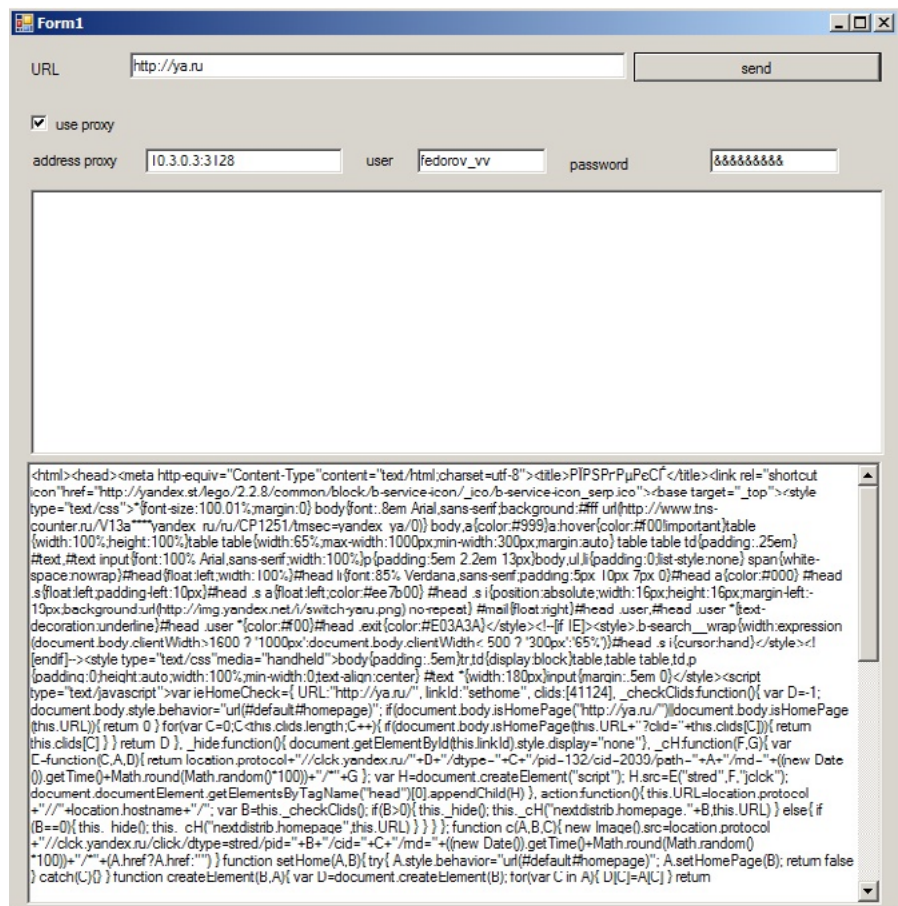 Form1
URL http://ya.ru send
use proxy
address proxy 10.3.0.3:3128 user fedorov_vv password &&&&&&&&&
<html><head><meta http-equiv="Content-Type"content="text/html;charset=utf-8"><title>РЇРЅРґРµРєСЃ</title><link rel="shortcut
icon"href="http://yandex.st/lego/2.2.8/common/block/b-service-icon/_ico/b-service-icon_serp.ico"><base target="_top"><style
type="text/css">*{font-size:100.01%;margin:0} body{font:.8em Arial,sans-serif;background:#fff url(http://www.tns-
counter.ru/V13a****yandex_ru/ru/CP1251/tmsec=yandex_ya/0)} body,a{color:#999}a:hover{color:#f00!important}table
{width:100%;height:100%}table table{width:65%;max-width:1000px;min-width:300px;margin:auto} table table td{padding:.25em}
#text,#text input{font:100% Arial,sans-serif;width:100%}p{padding:5em 2.2em 13px}body,ul,li{padding:0;list-style:none} span{white-
space:nowrap}#head{float:left;width:100%}#head li{font:85% Verdana,sans-serif;padding:5px 10px 7px 0}#head a{color:#000} #head
.s{float:left;padding-left:10px}#head .s a{float:left;color:#ee7b00} #head .s i{position:absolute;width:16px;height:16px;margin-left:-
19px;background:url(http://img.yandex.net/i/switch-yaru.png) no-repeat} #mail{float:right}#head .user,#head .user *{text-
decoration:underline}#head .user *{color:#f00}#head .exit{color:#E03A3A}</style><!--[if IE]><style>.b-search__wrap{width:expression
(document.body.clientWidth>1600 ? '1000px':document.body.clientWidth< 500 ? '300px':'65%')}#head .s i{cursor:hand}</style><!
[endif]--><style type="text/css"media="handheld">body{padding:.5em}tr,td{display:block}table,table table,td,p
{padding:0;height:auto;width:100%;min-width:0;text-align:center} #text *{width:180px}input{margin:.5em 0}</style><script
type="text/javascript">var ieHomeCheck={ URL:"http://ya.ru/", linkId:"sethome", clids:[41124], _checkClids:function(){ var D=-1;
document.body.style.behavior="url(#default#homepage)"; if(document.body.isHomePage("http://ya.ru/")||document.body.isHomePage
(this.URL)){ return 0 } for(var C=0;C<this.clids.length;C++){ if(document.body.isHomePage(this.URL+"?clid="+this.clids[C])){ return
this.clids[C] } } return D }, _hide:function(){ document.getElementById(this.linkId).style.display="none"}, _cH:function(F,G){ var
E=function(C,A,D){ return location.protocol+"//clck.yandex.ru/"+D+"/dtype="+C+"/pid=132/cid=2039/path="+A+"/rnd="+((new Date
()).getTime()+Math.round(Math.random()*100))+"/*"+G }; var H=document.createElement("script"); H.src=E("stred",F,"jclck");
document.documentElement.getElementsByTagName("head")[0].appendChild(H) }, action:function(){ this.URL=location.protocol
+"//"+location.hostname+"/"; var B=this._checkClids(); if(B>0){ this._hide(); this._cH("nextdistrib.homepage."+B,this.URL) } else{ if
(B==0){ this._hide(); this._cH("nextdistrib.homepage",this.URL) } } } }; function c(A,B,C){ new Image().src=location.protocol
+"//clck.yandex.ru/click/dtype=stred/pid="+B+"/cid="+C+"/rnd="+((new Date()).getTime()+Math.round(Math.random()
*100))+"/*"+(A.href?A.href:"") } function setHome(A,B){ try{ A.style.behavior="url(#default#homepage)"; A.setHomePage(B); return false
} catch(C){} } function createElement(B,A){ var D=document.createElement(B); for(var C in A){ D[C]=A[C] } return